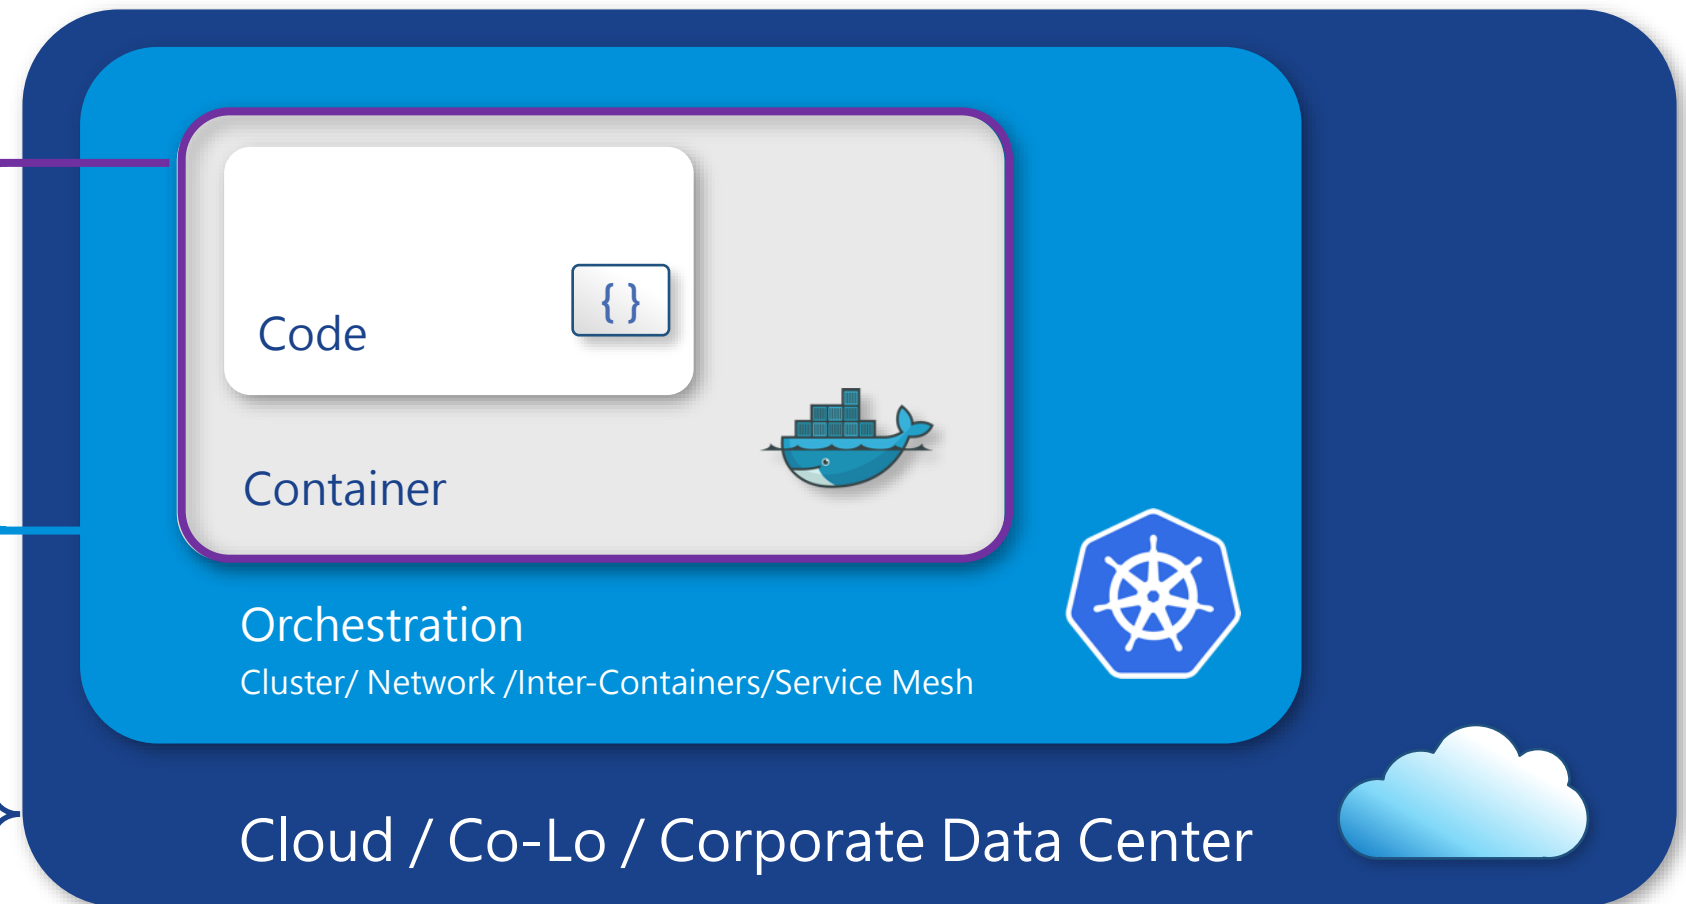 { }
Code
Container
Orchestration
Cluster/ Network /Inter-Containers/Service Mesh
Cloud / Co-Lo / Corporate Data Center